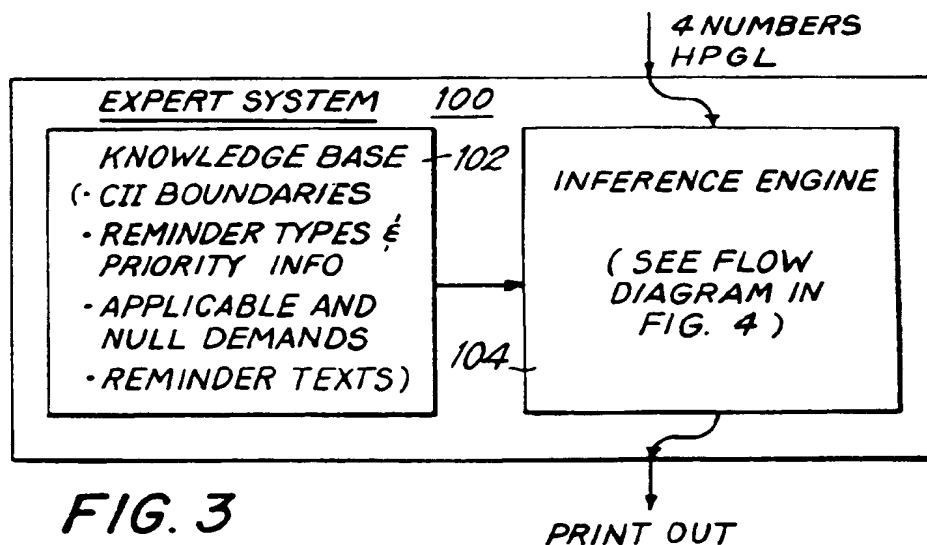 4 NUMBERS
HPGL
EXPERT SYSTEM 100
KNOWLEDGE BASE 102
(· CII BOUNDARIES
· REMINDER TYPES &
PRIORITY INFO
· APPLICABLE AND
NULL DEMANDS
· REMINDER TEXTS)
INFERENCE ENGINE
(SEE FLOW
DIAGRAM IN
FIG. 4)
104
FIG. 3
PRINT OUT